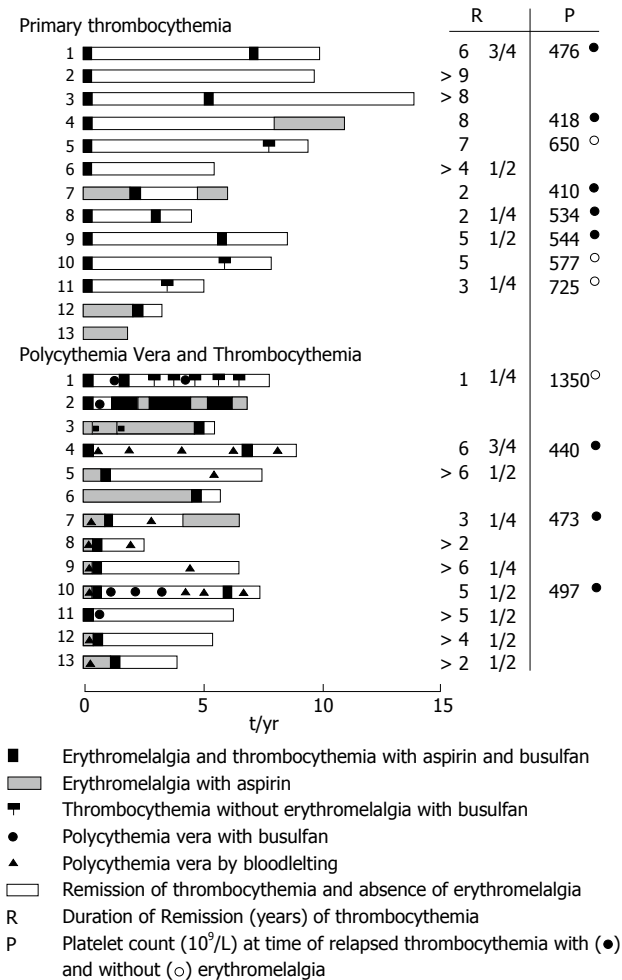 R P
Primary thrombocythemia
1 6 3/4 476 ●
2 > 9
3 > 8
4 8 418 ●
5 7 650 ○
6 > 4 1/2
7 2 410 ●
8 2 1/4 534 ●
9 5 1/2 544 ●
10 5 577 ○
11 3 1/4 725 ○
12
13
Polycythemia Vera and Thrombocythemia
1 1 1/4 1350 ○
2
3
4 6 3/4 440 ●
5 > 6 1/2
6
7 3 1/4 473 ●
8 > 2
9 > 6 1/4
10 5 1/2 497 ●
11 > 5 1/2
12 > 4 1/2
13 > 2 1/2
0 5 10 15
t/yr
Erythromelalgia and thrombocythemia with aspirin and busulfan
Erythromelalgia with aspirin
Thrombocythemia without erythromelalgia with busulfan
Polycythemia vera with busulfan
Polycythemia vera by bloodlelting
Remission of thrombocythemia and absence of erythromelalgia
R Duration of Remission (years) of thrombocythemia
P Platelet count (10⁹/L) at time of relapsed thrombocythemia with (●)
and without (○) erythromelalgia